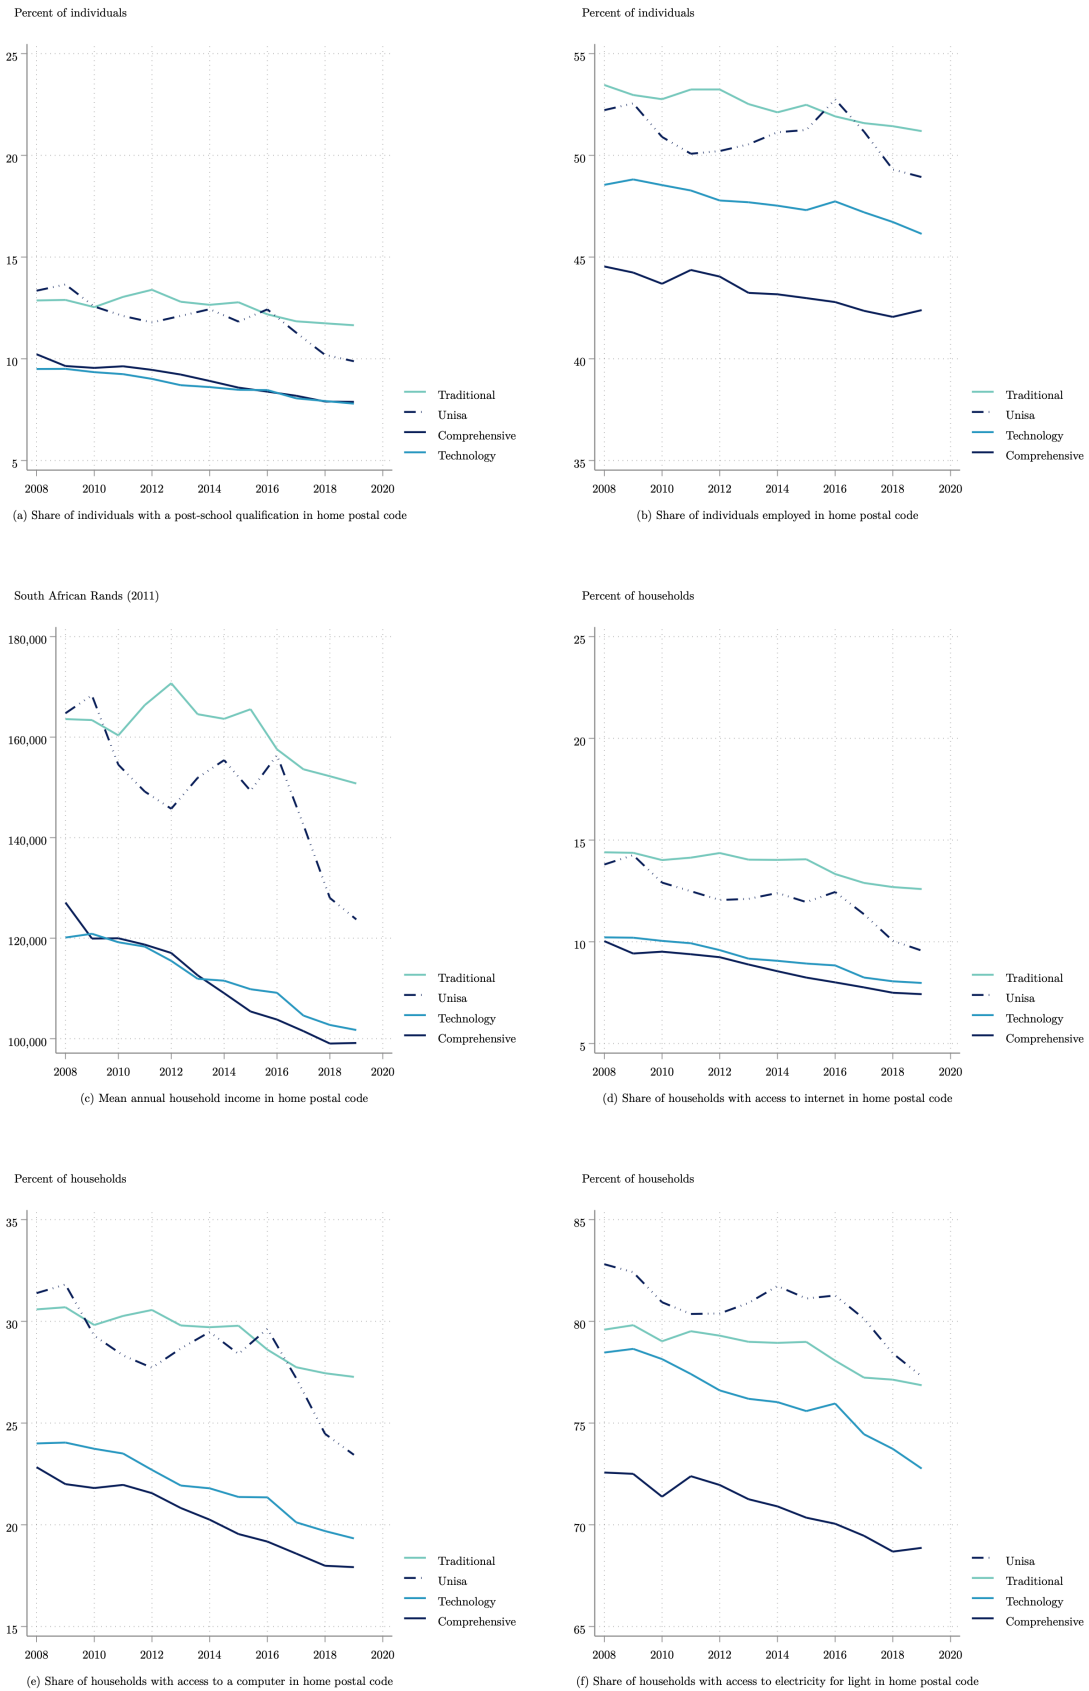 Percent of individuals
25
20
15
10
5
2008 2010 2012 2014 2016 2018 2020
Traditional
Unisa
Comprehensive
Technology
(a) Share of individuals with a post-school qualification in home postal code
Percent of individuals
55
50
45
40
35
2008 2010 2012 2014 2016 2018 2020
Traditional
Unisa
Technology
Comprehensive
(b) Share of individuals employed in home postal code
South African Rands (2011)
180,000
160,000
140,000
120,000
100,000
2008 2010 2012 2014 2016 2018 2020
Traditional
Unisa
Technology
Comprehensive
(c) Mean annual household income in home postal code
Percent of households
25
20
15
10
5
2008 2010 2012 2014 2016 2018 2020
Traditional
Unisa
Technology
Comprehensive
(d) Share of households with access to internet in home postal code
Percent of households
35
30
25
20
15
2008 2010 2012 2014 2016 2018 2020
Traditional
Unisa
Technology
Comprehensive
(e) Share of households with access to a computer in home postal code
Percent of households
85
80
75
70
65
2008 2010 2012 2014 2016 2018 2020
Unisa
Traditional
Technology
Comprehensive
(f) Share of households with access to electricity for light in home postal code